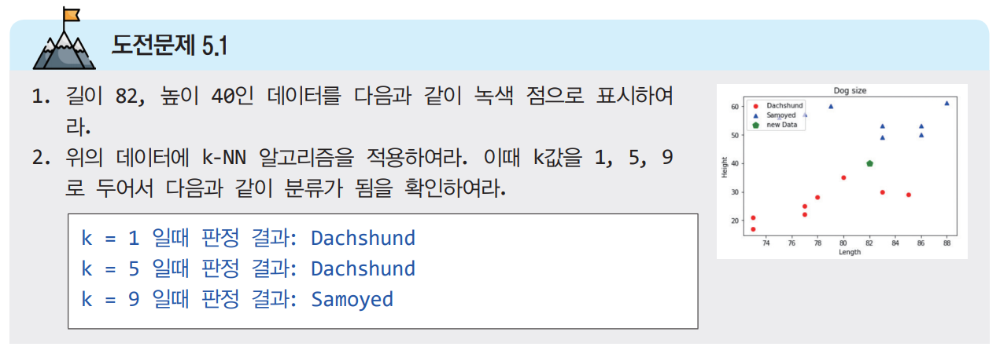 도전문제 5.1
1. 길이 82, 높이 40인 데이터를 다음과 같이 녹색 점으로 표시하여
라.
2. 위의 데이터에 k-NN 알고리즘을 적용하여라. 이때 k값을 1, 5, 9
로 두어서 다음과 같이 분류가 됨을 확인하여라.
k = 1 일때 판정 결과: Dachshund
k = 5 일때 판정 결과: Dachshund
k = 9 일때 판정 결과: Samoyed
Dog size
Dachshund
Samoyed
new Data
Height
60
50
40
30
20
74 76 78 80 82 84 86 88
Length